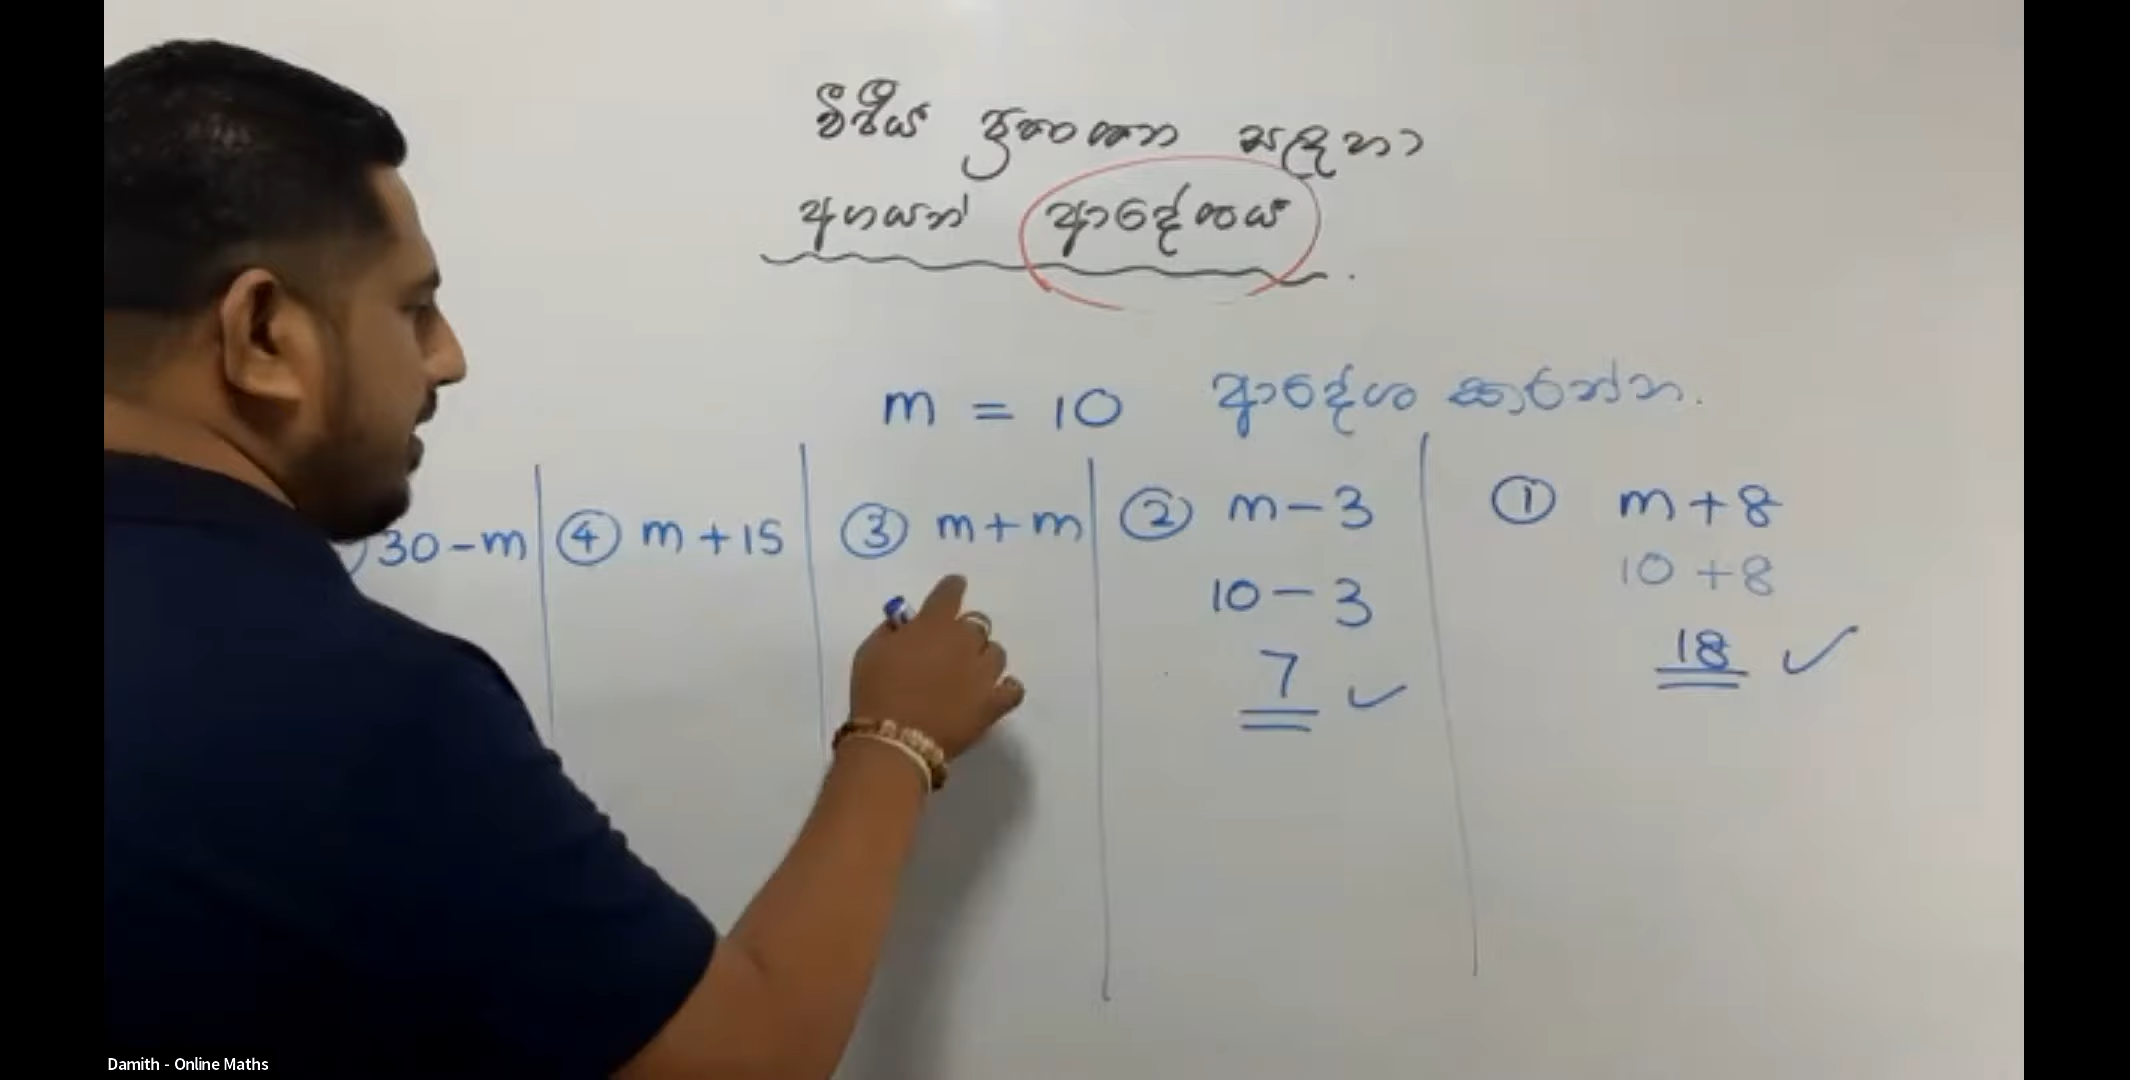 වීජීය ප්‍රකාශන සඳහා
අගයන් ආදේශය.
m = 10 ආදේශ කරන්න.
30 - m
④ m + 15
③ m + m
② m - 3
10 - 3
7 ✓
① m + 8
10 + 8
18 ✓
Damith - Online Maths